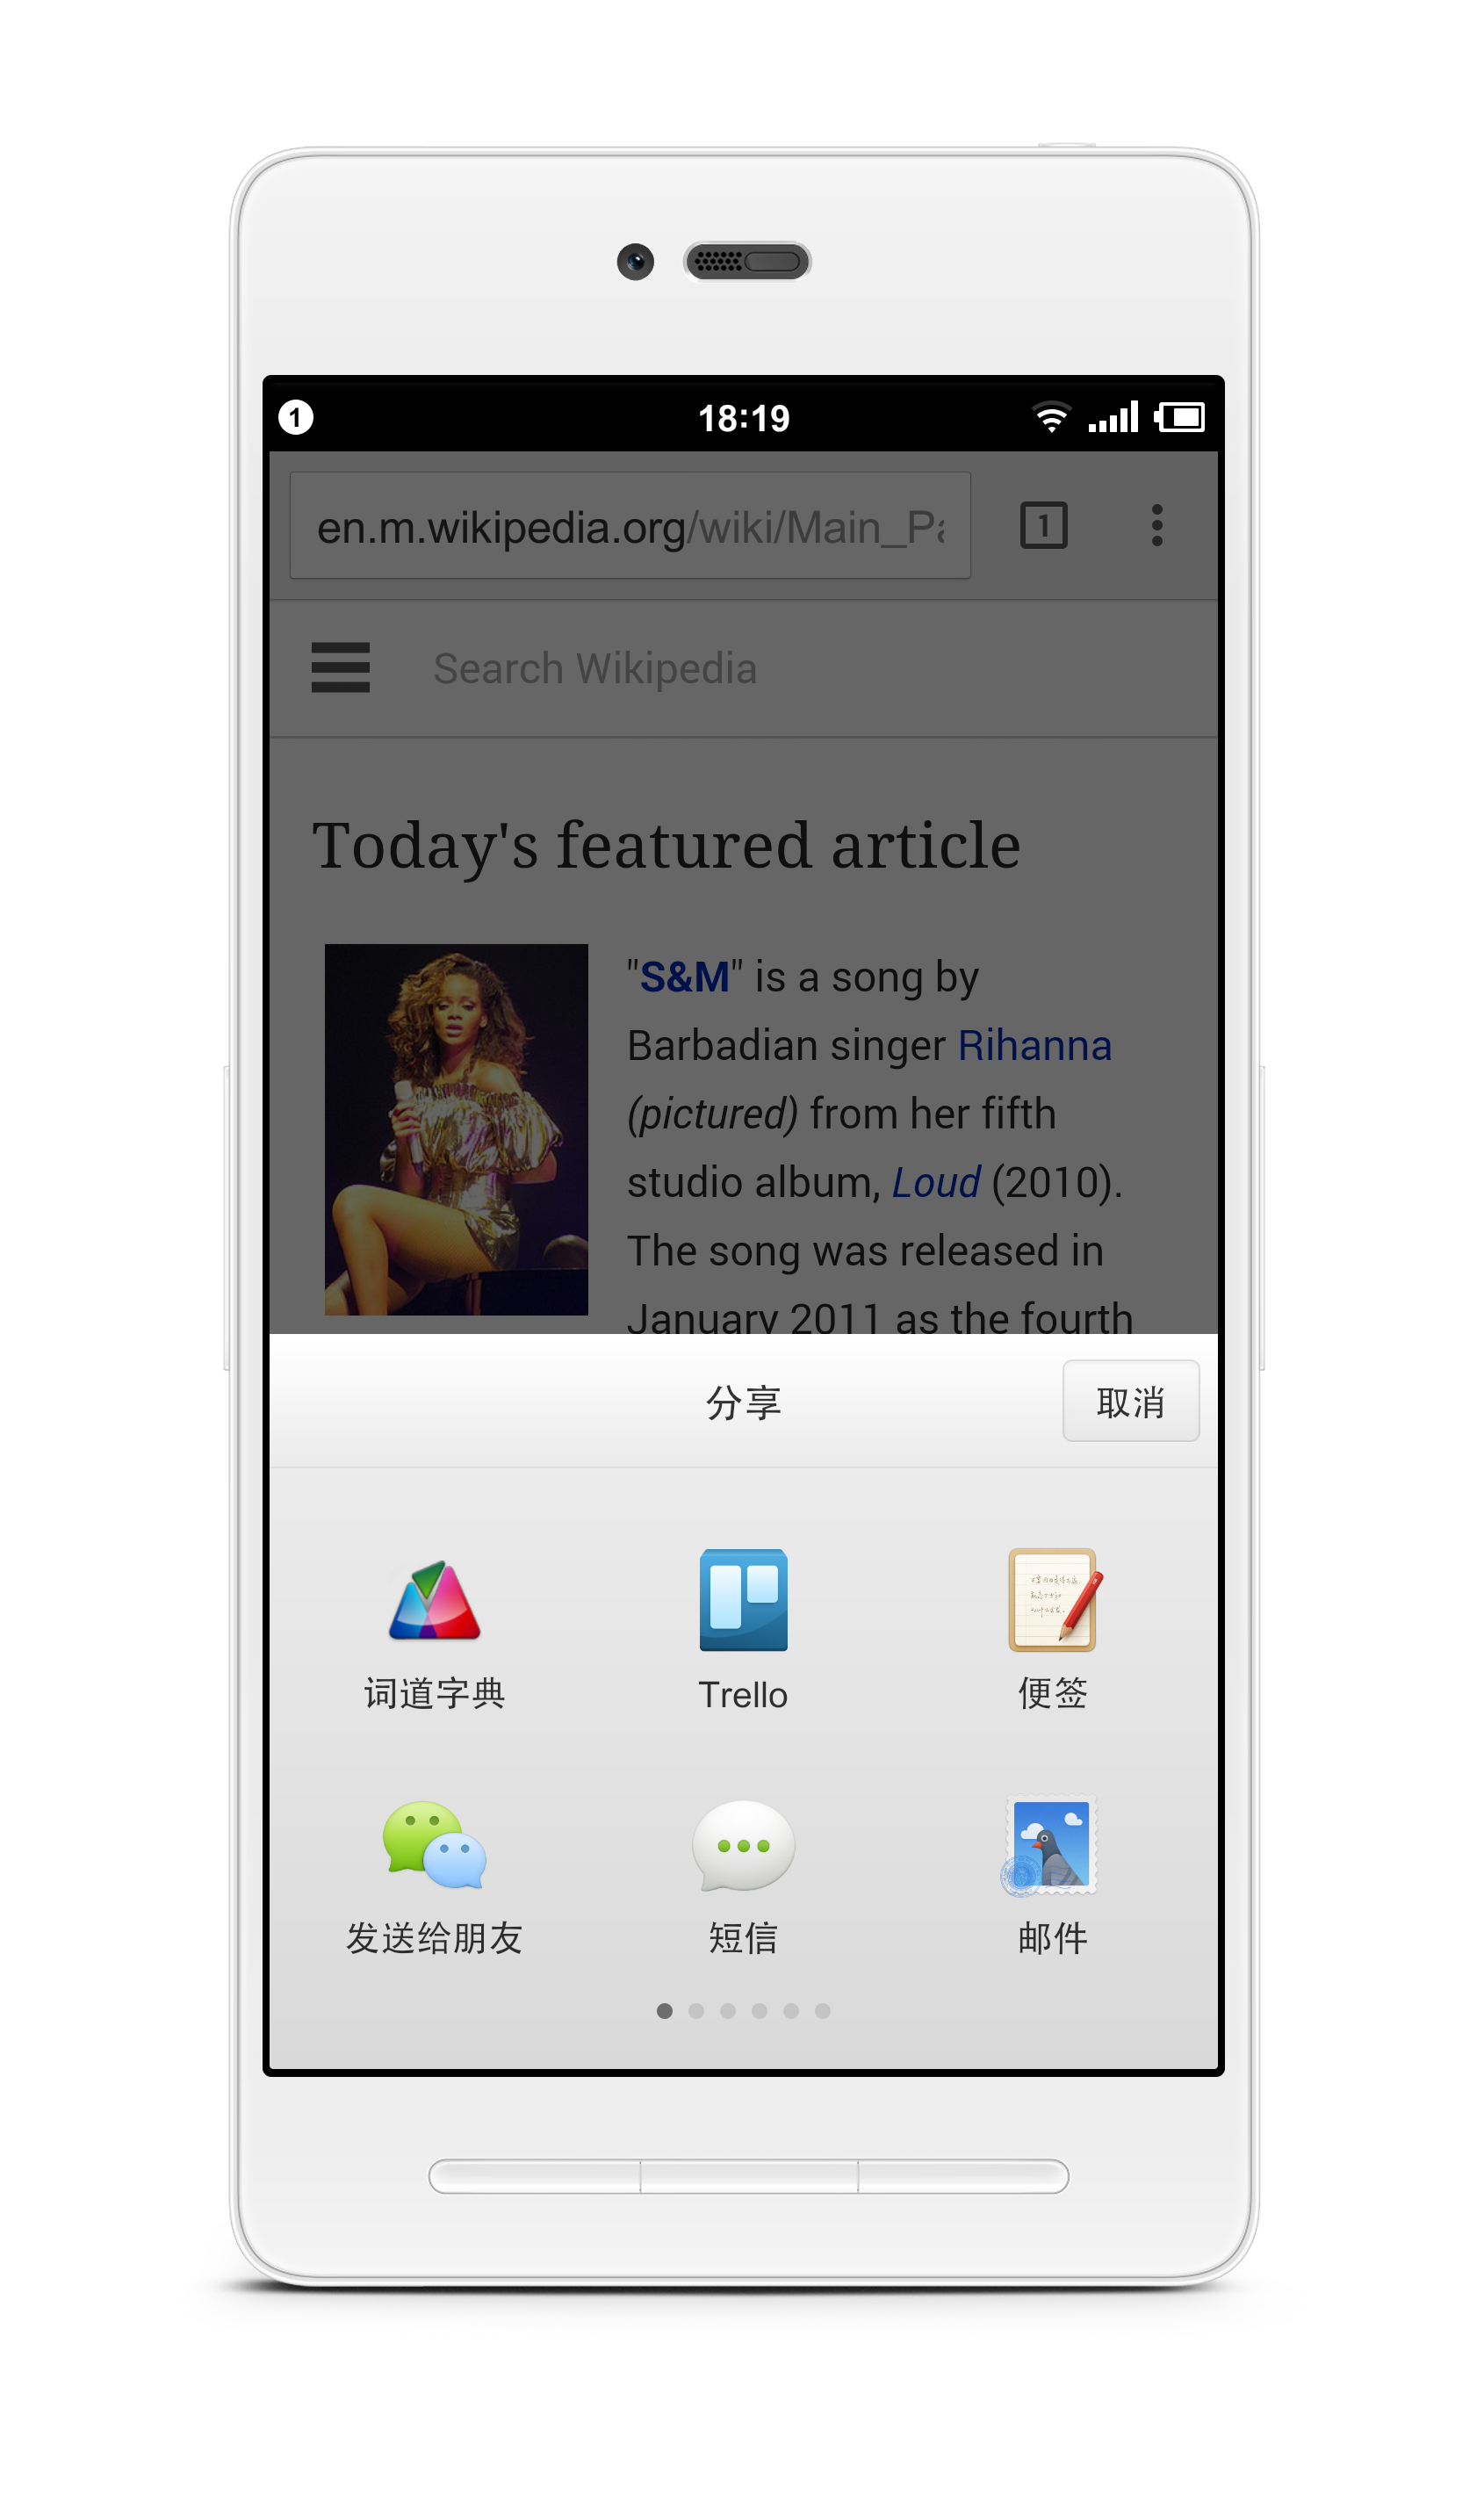 1
18:19
en.m.wikipedia.org/wiki/Main_Pa
1
Search Wikipedia
Today's featured article
"S&M" is a song by
Barbadian singer Rihanna
(pictured) from her fifth
studio album, Loud (2010).
The song was released in
January 2011 as the fourth
分享
取消
词道字典
Trello
便签
发送给朋友
短信
邮件